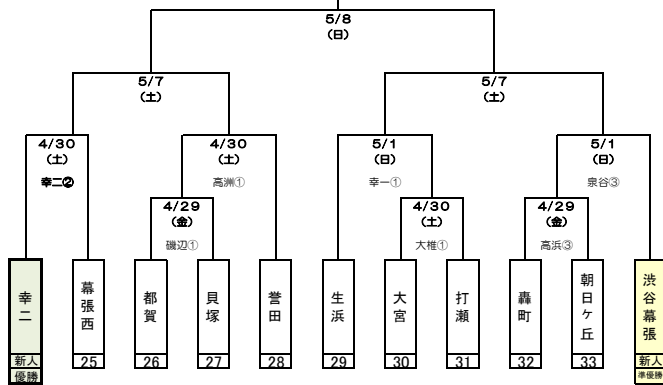 5/8
(日)
5/7
(土)
5/7
(土)
4/30
(土)
幸二②
4/30
(土)
高洲①
5/1
(日)
幸一①
5/1
(日)
泉谷③
4/29
(金)
磯辺①
4/30
(土)
大椎①
4/29
(金)
高浜③
幸二
幕張西
都賀
貝塚
誉田
生浜
大宮
打瀬
轟町
朝日ケ丘
渋谷幕張
新人
優勝
25
26
27
28
29
30
31
32
33
新人
準優勝